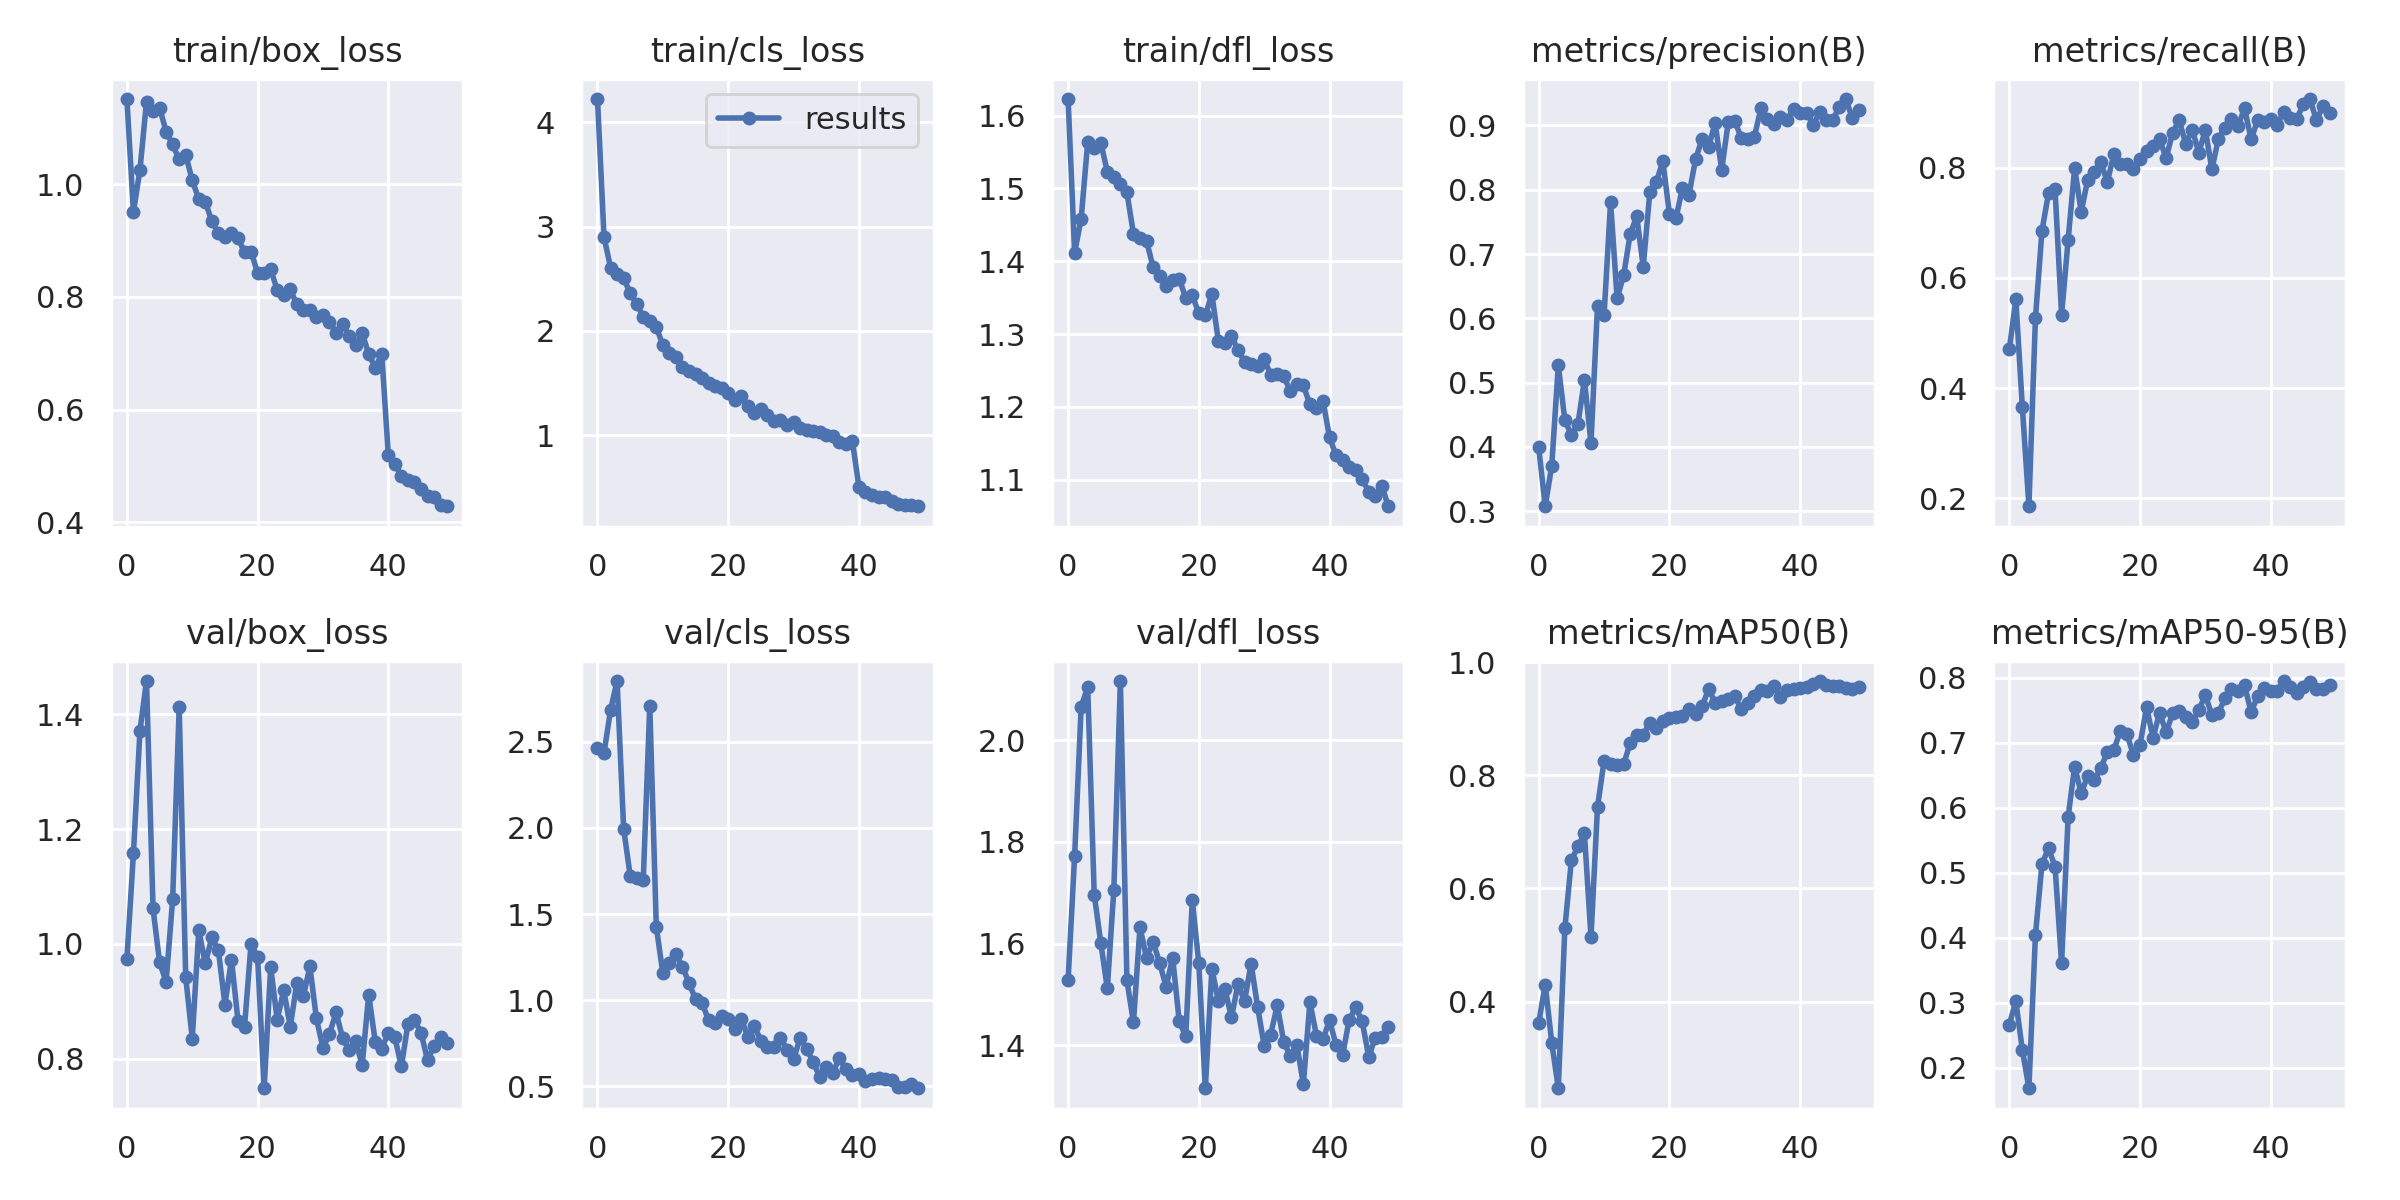 train/box_loss
train/cls_loss
train/dfl_loss
metrics/precision(B)
metrics/recall(B)
results
1.0
0.8
0.6
0.4
0 20 40
4
3
2
1
0 20 40
1.6
1.5
1.4
1.3
1.2
1.1
0 20 40
0.9
0.8
0.7
0.6
0.5
0.4
0.3
0 20 40
0.8
0.6
0.4
0.2
0 20 40
val/box_loss
val/cls_loss
val/dfl_loss
metrics/mAP50(B)
metrics/mAP50-95(B)
1.4
1.2
1.0
0.8
0 20 40
2.5
2.0
1.5
1.0
0.5
0 20 40
2.0
1.8
1.6
1.4
0 20 40
1.0
0.8
0.6
0.4
0 20 40
0.8
0.7
0.6
0.5
0.4
0.3
0.2
0 20 40